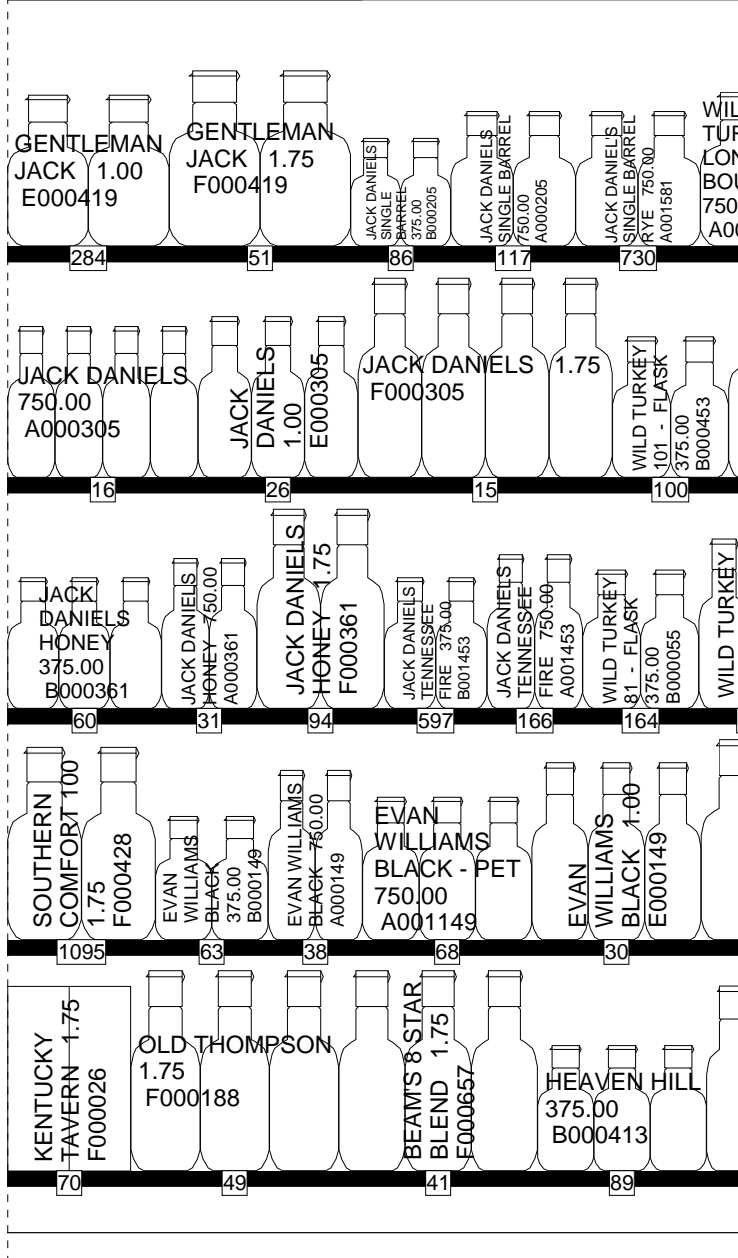 GENTLEMAN
JACK 1.00
E000419
GENTLEMAN
JACK 1.75
F000419
JACK DANIELS
SINGLE
BARREL
375.00
B000205
JACK DANIELS
SINGLE BARREL
750.00
A000205
JACK DANIEL'S
SINGLE BARREL
RYE 750.00
A001581
284
51
86
117
730
JACK DANIELS
750.00
A000305
JACK
DANIELS
1.00
E000305
JACK DANIELS 1.75
F000305
WILD TURKEY
101 - FLASK
375.00
B000453
16
26
15
100
JACK
DANIELS
HONEY
375.00
B000361
JACK DANIELS
HONEY 750.00
A000361
JACK DANIELS
HONEY 1.75
F000361
JACK DANIELS
TENNESSEE
FIRE 375.00
B001453
JACK DANIELS
TENNESSEE
FIRE 750.00
A001453
WILD TURKEY
81 - FLASK
375.00
B000055
WILD TURKEY
60
31
94
597
166
164
SOUTHERN
COMFORT 100
1.75
F000428
EVAN
WILLIAMS
BLACK
375.00
B000149
EVAN WILLIAMS
BLACK 750.00
A000149
EVAN
WILLIAMS
BLACK - PET
750.00
A001149
EVAN
WILLIAMS
BLACK 1.00
E000149
1095
63
38
68
30
KENTUCKY
TAVERN 1.75
F000026
OLD THOMPSON
1.75
F000188
BEAM'S 8 STAR
BLEND 1.75
F000657
HEAVEN HILL
375.00
B000413
70
49
41
89